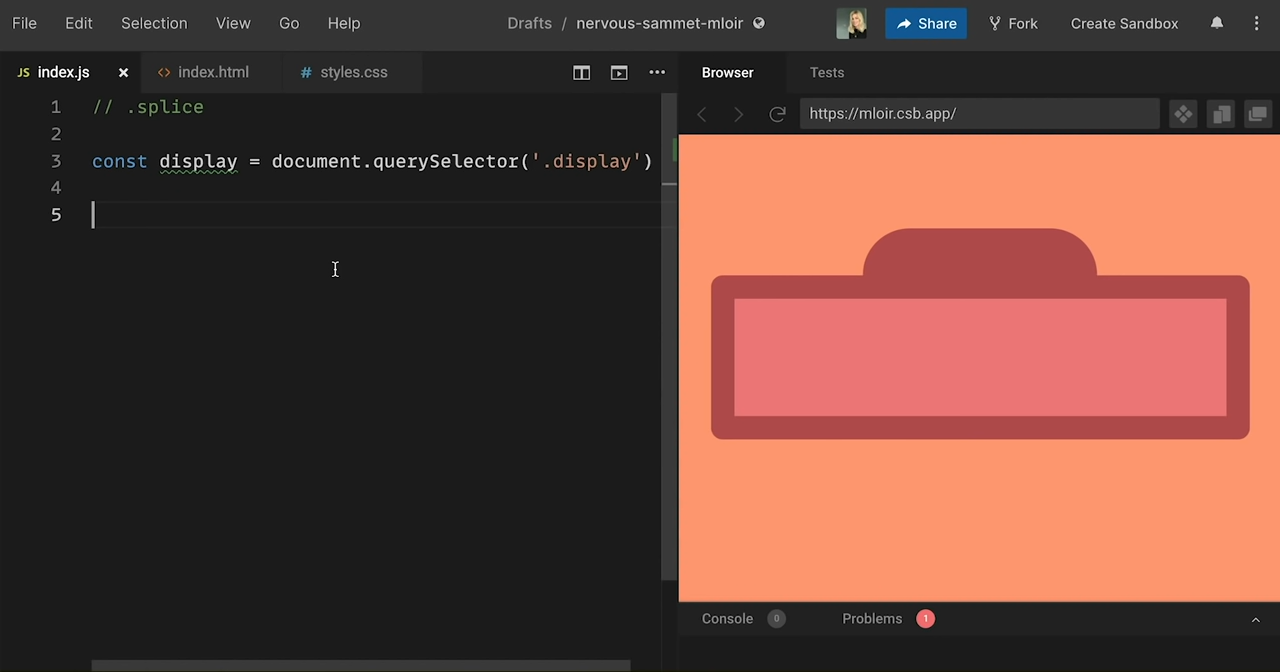 File Edit Selection View Go Help Drafts / nervous-sammet-mloir Share Fork Create Sandbox
JS index.js × <> index.html # styles.css Browser Tests
https://mloir.csb.app/
1 // .splice
2
3 const display = document.querySelector('.display')
4
5
Console 0 Problems 1